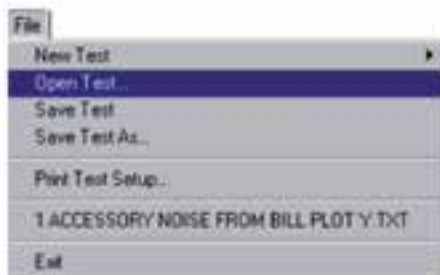 File
New Test
Open Test...
Save Test
Save Test As...
Print Test Setup...
1 ACCESSORY NOISE FROM BILL PLOT Y.TXT
Exit